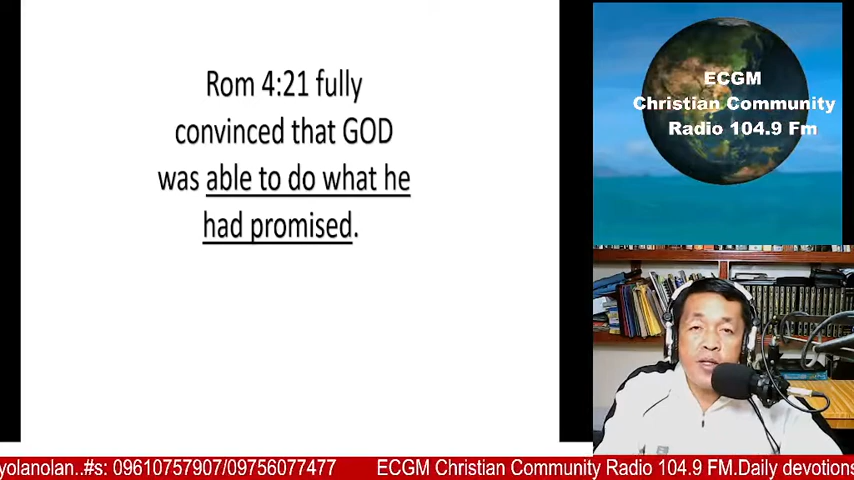 Rom 4:21 fully
convinced that GOD
was able to do what he
had promised.
ECGM
Christian Community
Radio 104.9 Fm
yolanolan..#s: 09610757907/09756077477 ECGM Christian Community Radio 104.9 FM.Daily devotions